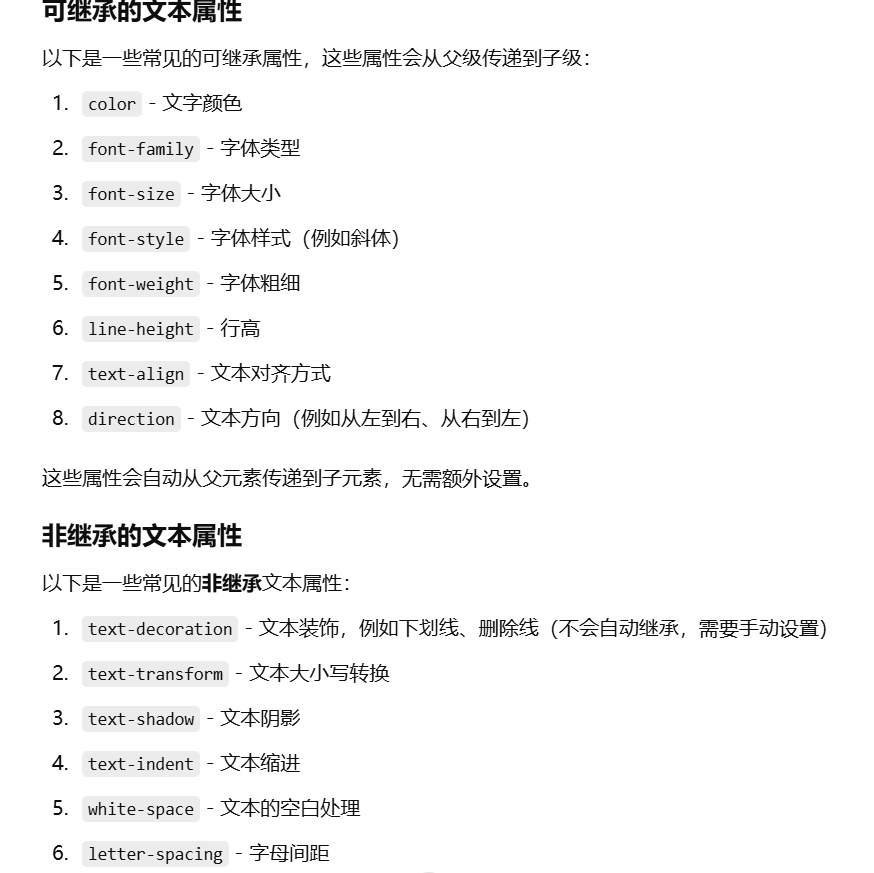 可继承的文本属性
以下是一些常见的可继承属性，这些属性会从父级传递到子级：
1. color - 文字颜色
2. font-family - 字体类型
3. font-size - 字体大小
4. font-style - 字体样式（例如斜体）
5. font-weight - 字体粗细
6. line-height - 行高
7. text-align - 文本对齐方式
8. direction - 文本方向（例如从左到右、从右到左）
这些属性会自动从父元素传递到子元素，无需额外设置。
非继承的文本属性
以下是一些常见的非继承文本属性：
1. text-decoration - 文本装饰，例如下划线、删除线（不会自动继承，需要手动设置）
2. text-transform - 文本大小写转换
3. text-shadow - 文本阴影
4. text-indent - 文本缩进
5. white-space - 文本的空白处理
6. letter-spacing - 字母间距